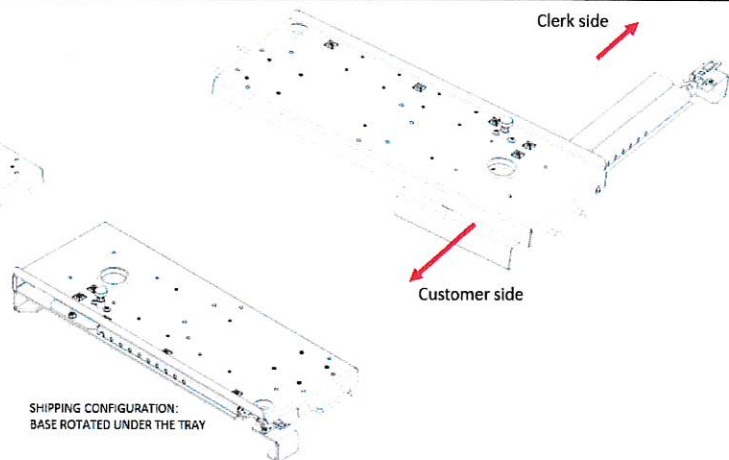 Clerk side
Customer side
SHIPPING CONFIGURATION:
BASE ROTATED UNDER THE TRAY